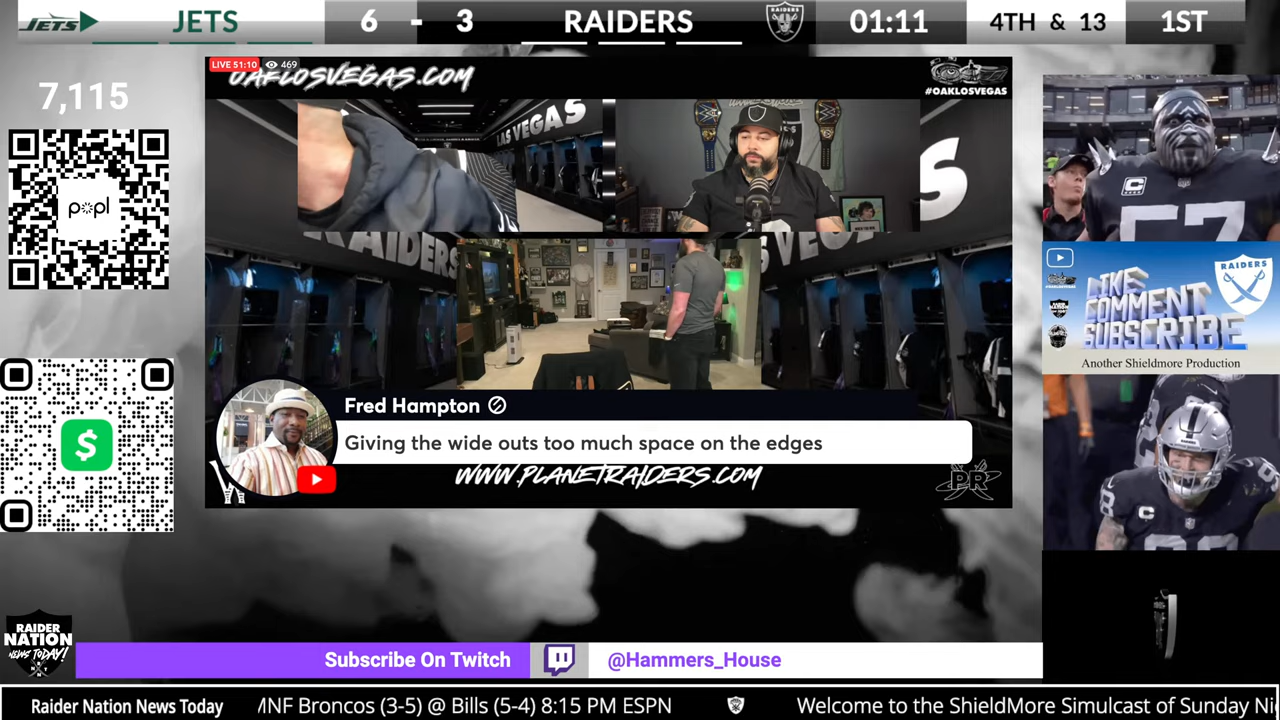 JETS
JETS
6 - 3
RAIDERS
RAIDERS
01:11
4TH & 13
1ST
LIVE 51:10
469
OAKLOSVEGAS.COM
#OAKLOSVEGAS
7,115
popl
LAS VEGAS
S
RAIDERS
S VEGA
C
57
RAIDERS
LIKE
COMMENT
SUBSCRIBE
Another Shieldmore Production
$
Fred Hampton
Giving the wide outs too much space on the edges
WWW.PLANETRAIDERS.COM
PR
C
98
RAIDER
NATION
NEWS TODAY!
Subscribe On Twitch
@Hammers_House
Raider Nation News Today
MNF Broncos (3-5) @ Bills (5-4) 8:15 PM ESPN
Welcome to the ShieldMore Simulcast of Sunday Ni